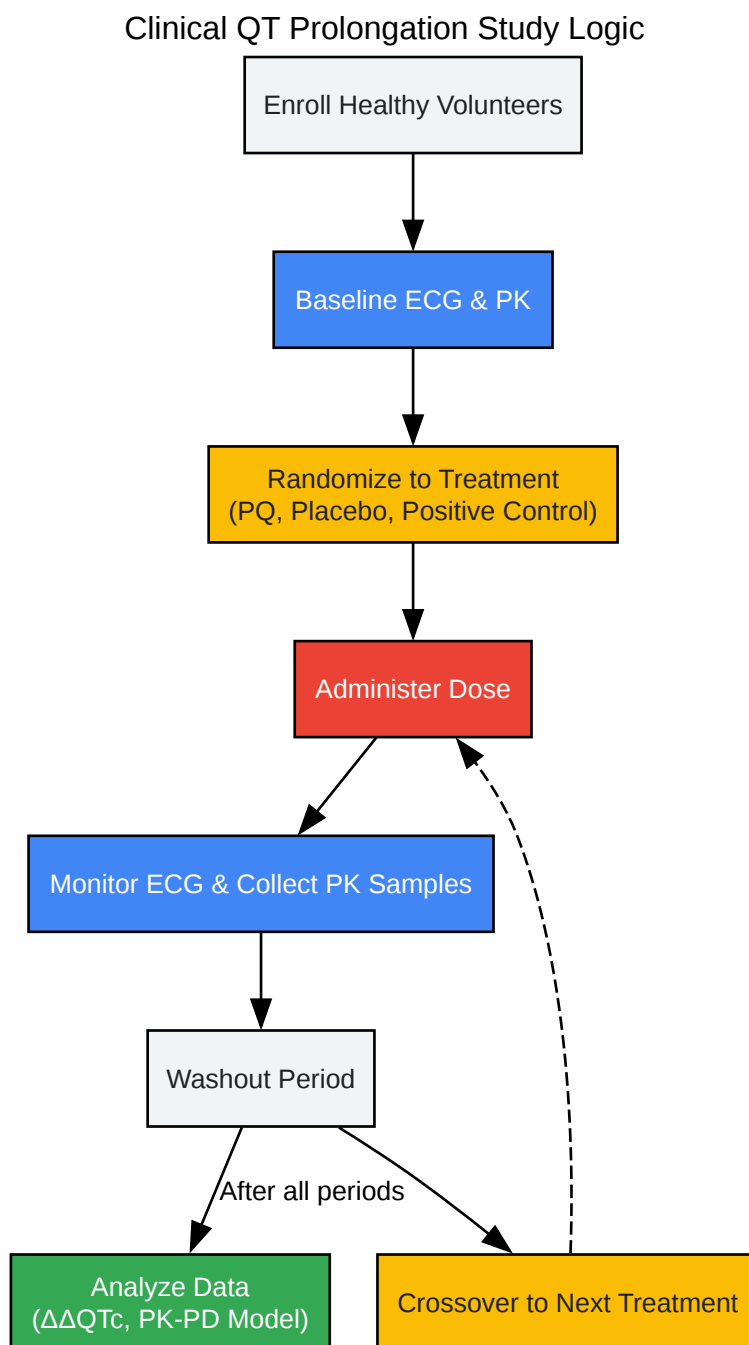 Clinical QT Prolongation Study Logic
Enroll Healthy Volunteers
Baseline ECG & PK
Randomize to Treatment
(PQ, Placebo, Positive Control)
Administer Dose
Monitor ECG & Collect PK Samples
Washout Period
After all periods
Analyze Data
(ΔΔQTc, PK-PD Model)
Crossover to Next Treatment